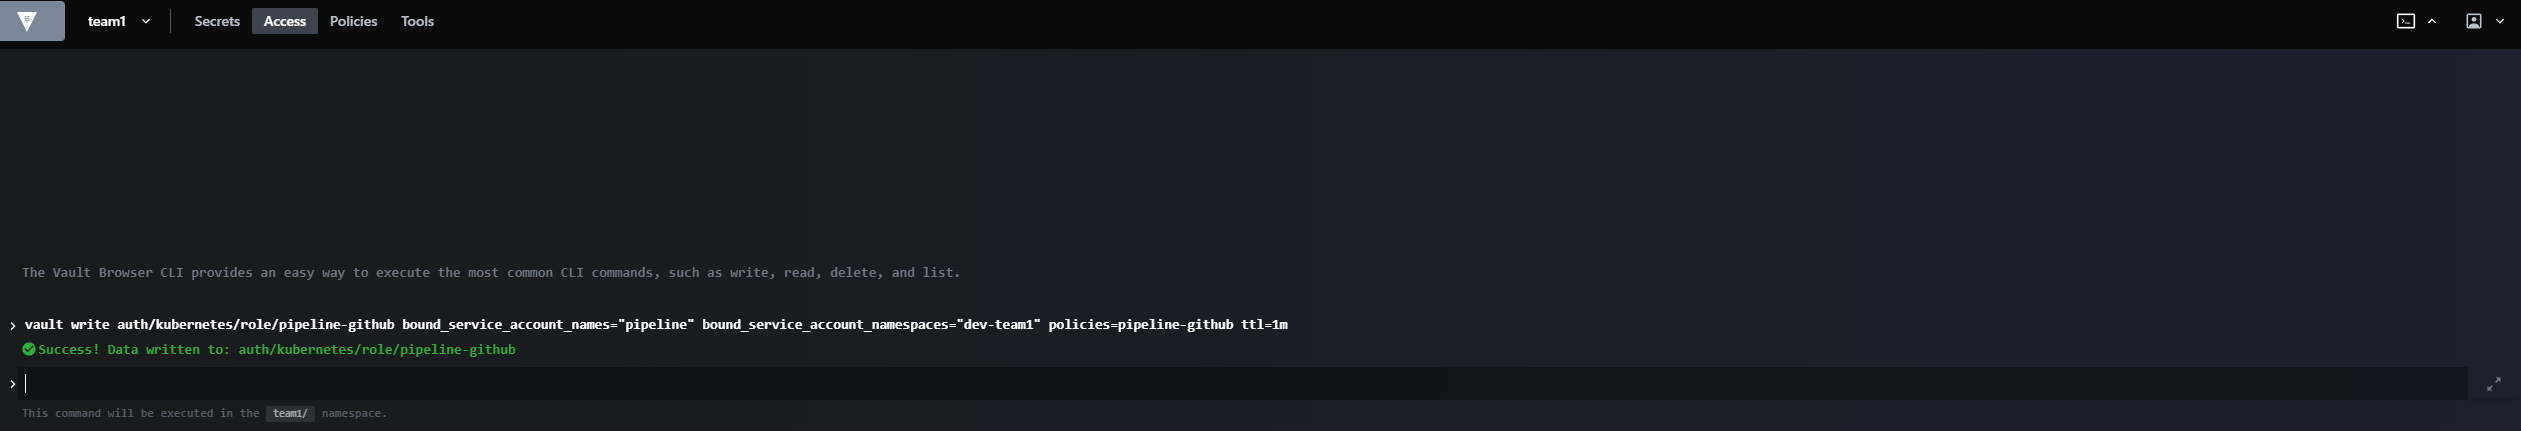 team1 Secrets Access Policies Tools
The Vault Browser CLI provides an easy way to execute the most common CLI commands, such as write, read, delete, and list.
vault write auth/kubernetes/role/pipeline-github bound_service_account_names="pipeline" bound_service_account_namespaces="dev-team1" policies=pipeline-github ttl=1m
Success! Data written to: auth/kubernetes/role/pipeline-github
This command will be executed in the team1/ namespace.